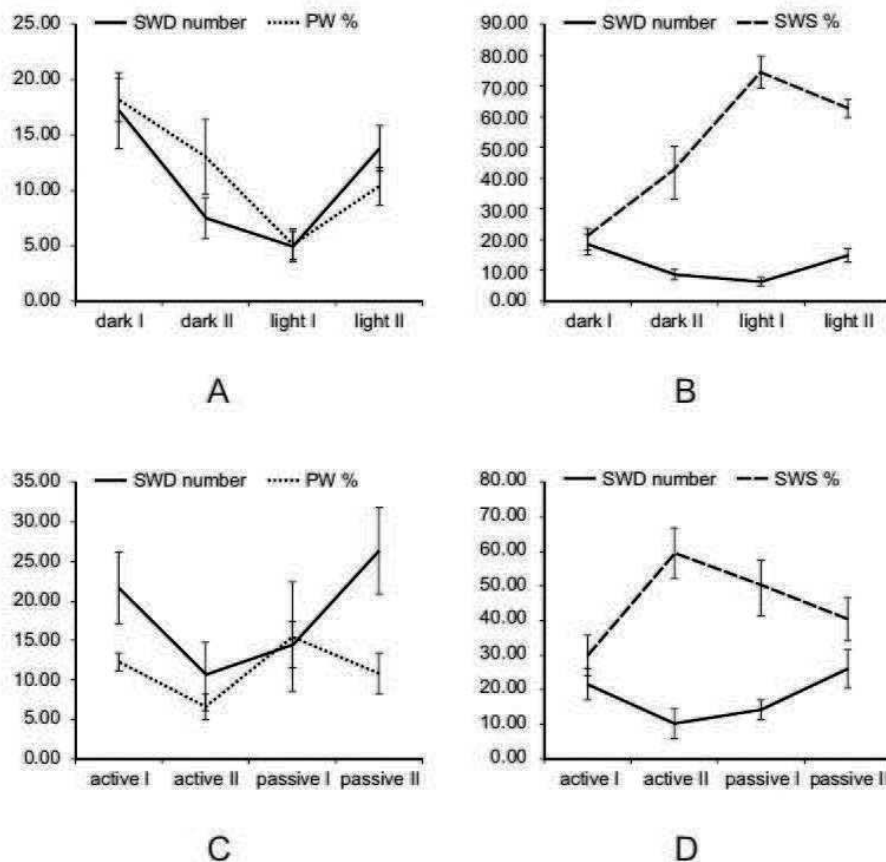 SWD number PW %
25.00
20.00
15.00
10.00
5.00
0.00
dark I dark II light I light II
A
SWD number SWS %
90.00
80.00
70.00
60.00
50.00
40.00
30.00
20.00
10.00
0.00
dark I dark II light I light II
B
SWD number PW %
35.00
30.00
25.00
20.00
15.00
10.00
5.00
0.00
active I active II passive I passive II
C
SWD number SWS %
80.00
70.00
60.00
50.00
40.00
30.00
20.00
10.00
0.00
active I active II passive I passive II
D